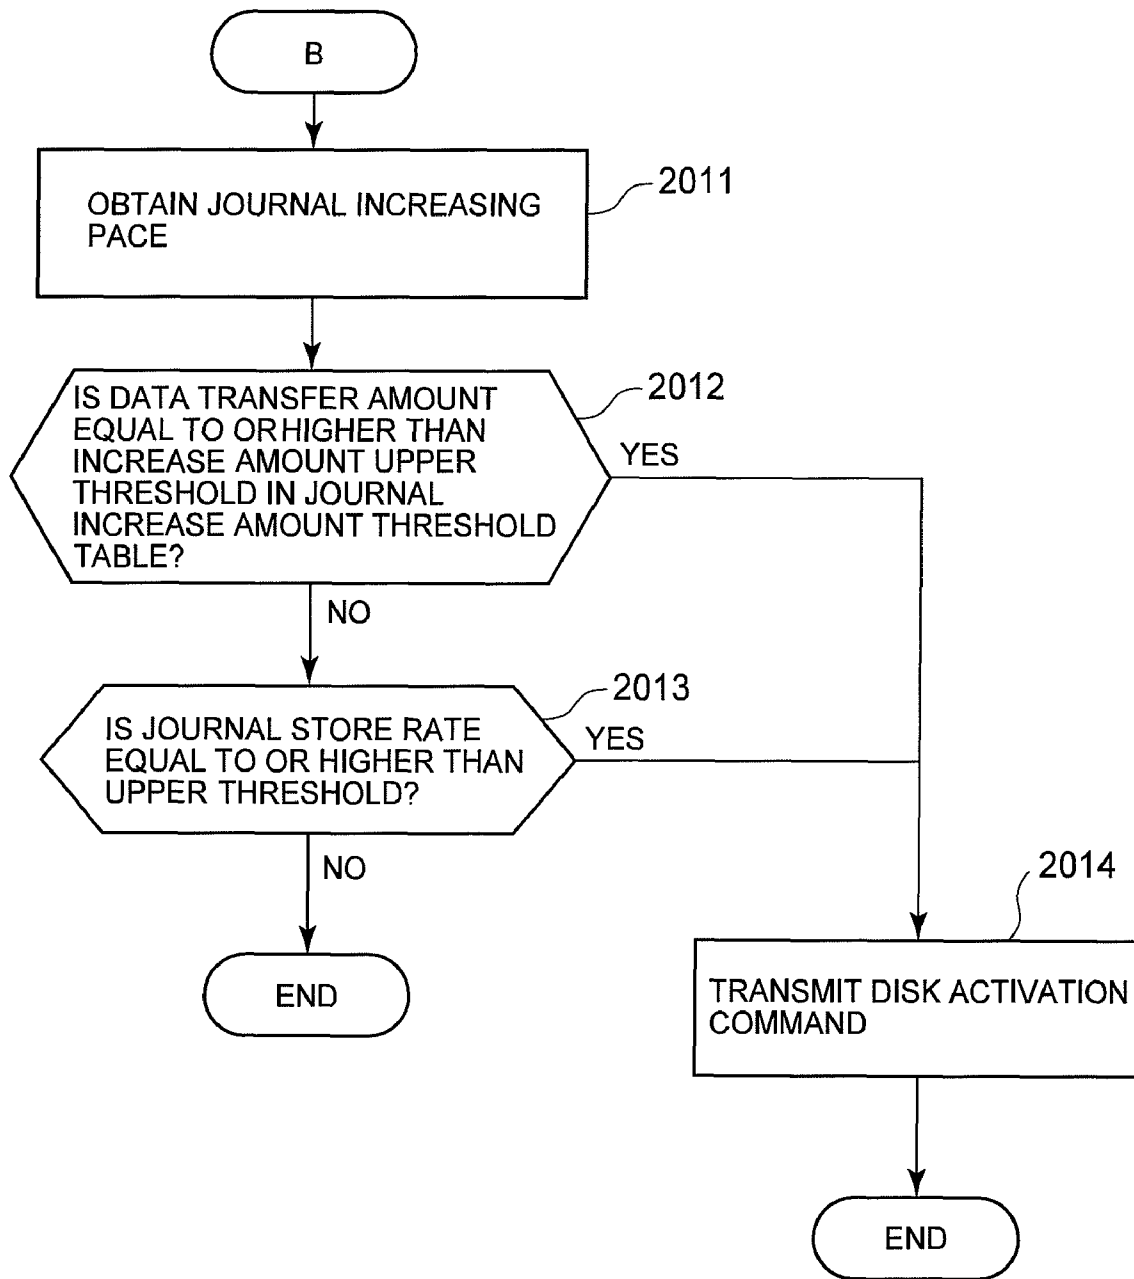 B
OBTAIN JOURNAL INCREASING
PACE
2011
IS DATA TRANSFER AMOUNT
EQUAL TO OR HIGHER THAN
INCREASE AMOUNT UPPER
THRESHOLD IN JOURNAL
INCREASE AMOUNT THRESHOLD
TABLE?
2012
YES
NO
IS JOURNAL STORE RATE
EQUAL TO OR HIGHER THAN
UPPER THRESHOLD?
2013
YES
NO
END
2014
TRANSMIT DISK ACTIVATION
COMMAND
END